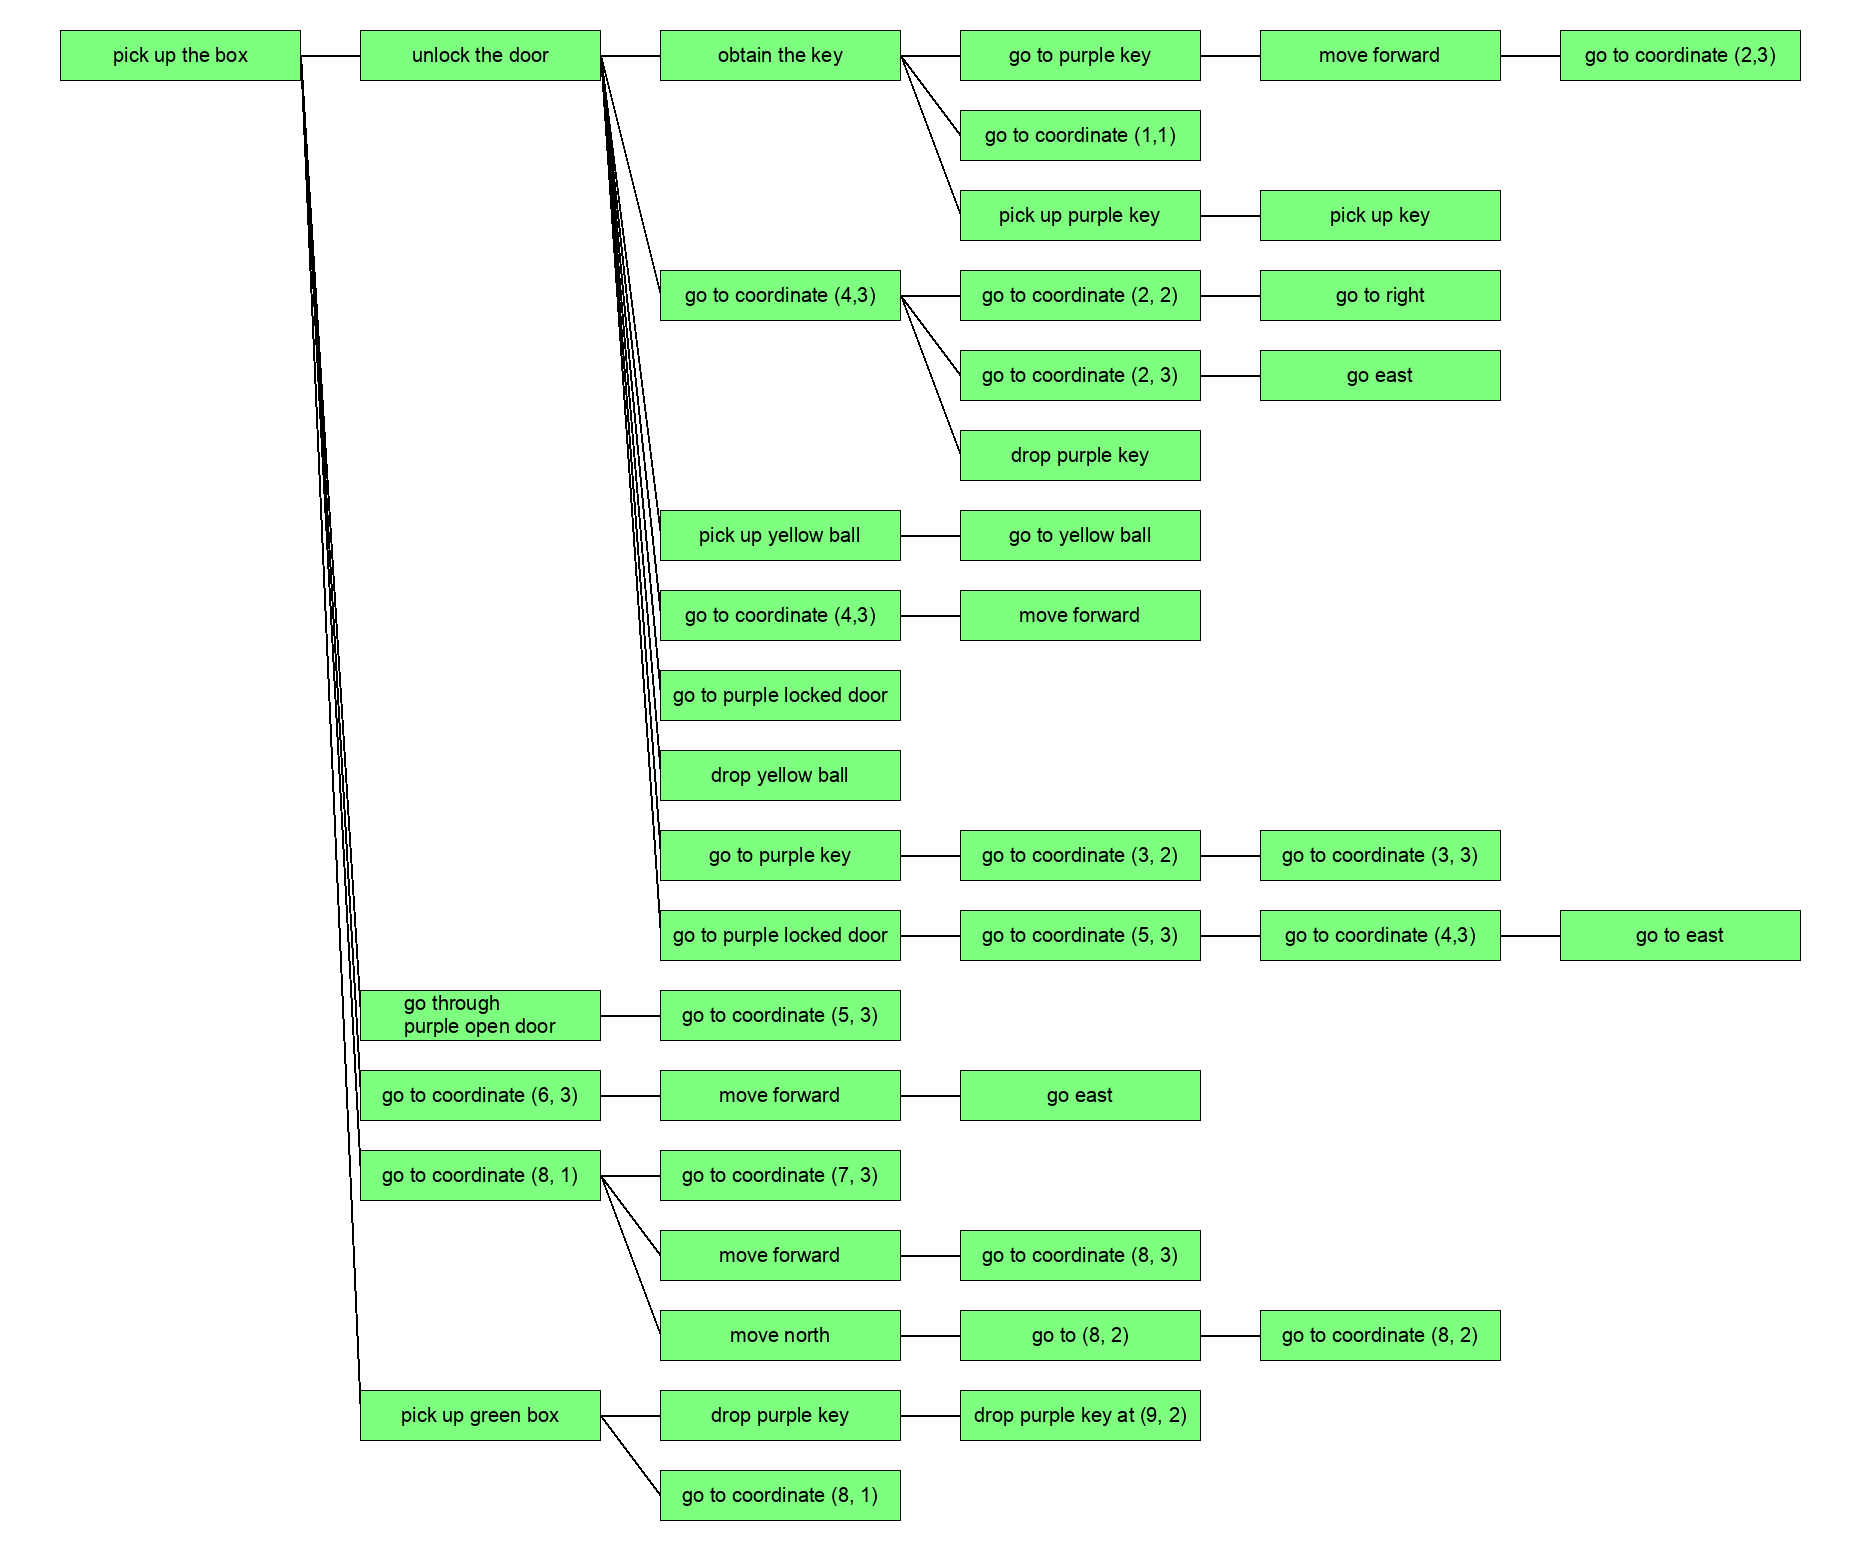 pick up the box
unlock the door
obtain the key
go to purple key
move forward
go to coordinate (2,3)
go to coordinate (1,1)
pick up purple key
pick up key
go to coordinate (4,3)
go to coordinate (2, 2)
go to right
go to coordinate (2, 3)
go east
drop purple key
pick up yellow ball
go to yellow ball
go to coordinate (4,3)
move forward
go to purple locked door
drop yellow ball
go to purple key
go to coordinate (3, 2)
go to coordinate (3, 3)
go to purple locked door
go to coordinate (5, 3)
go to coordinate (4,3)
go to east
go through
purple open door
go to coordinate (5, 3)
go to coordinate (6, 3)
move forward
go east
go to coordinate (8, 1)
go to coordinate (7, 3)
move forward
go to coordinate (8, 3)
move north
go to (8, 2)
go to coordinate (8, 2)
pick up green box
drop purple key
drop purple key at (9, 2)
go to coordinate (8, 1)